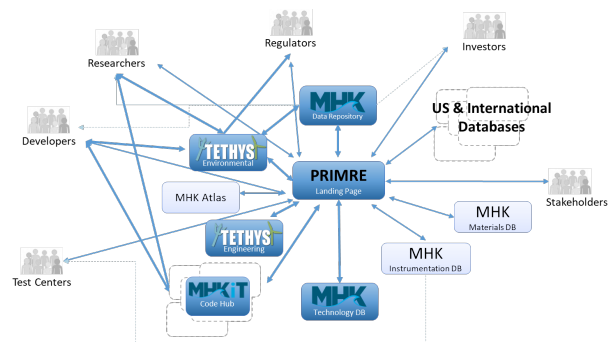 Regulators
Investors
Researchers
MHK
Data Repository
US & International
Databases
Developers
TETHYS
Environmental
PRIMRE
Landing Page
MHK Atlas
Stakeholders
MHK
Materials DB
TETHYS
Engineering
MHK
Instrumentation DB
Test Centers
MHKiT
Code Hub
MHK
Technology DB